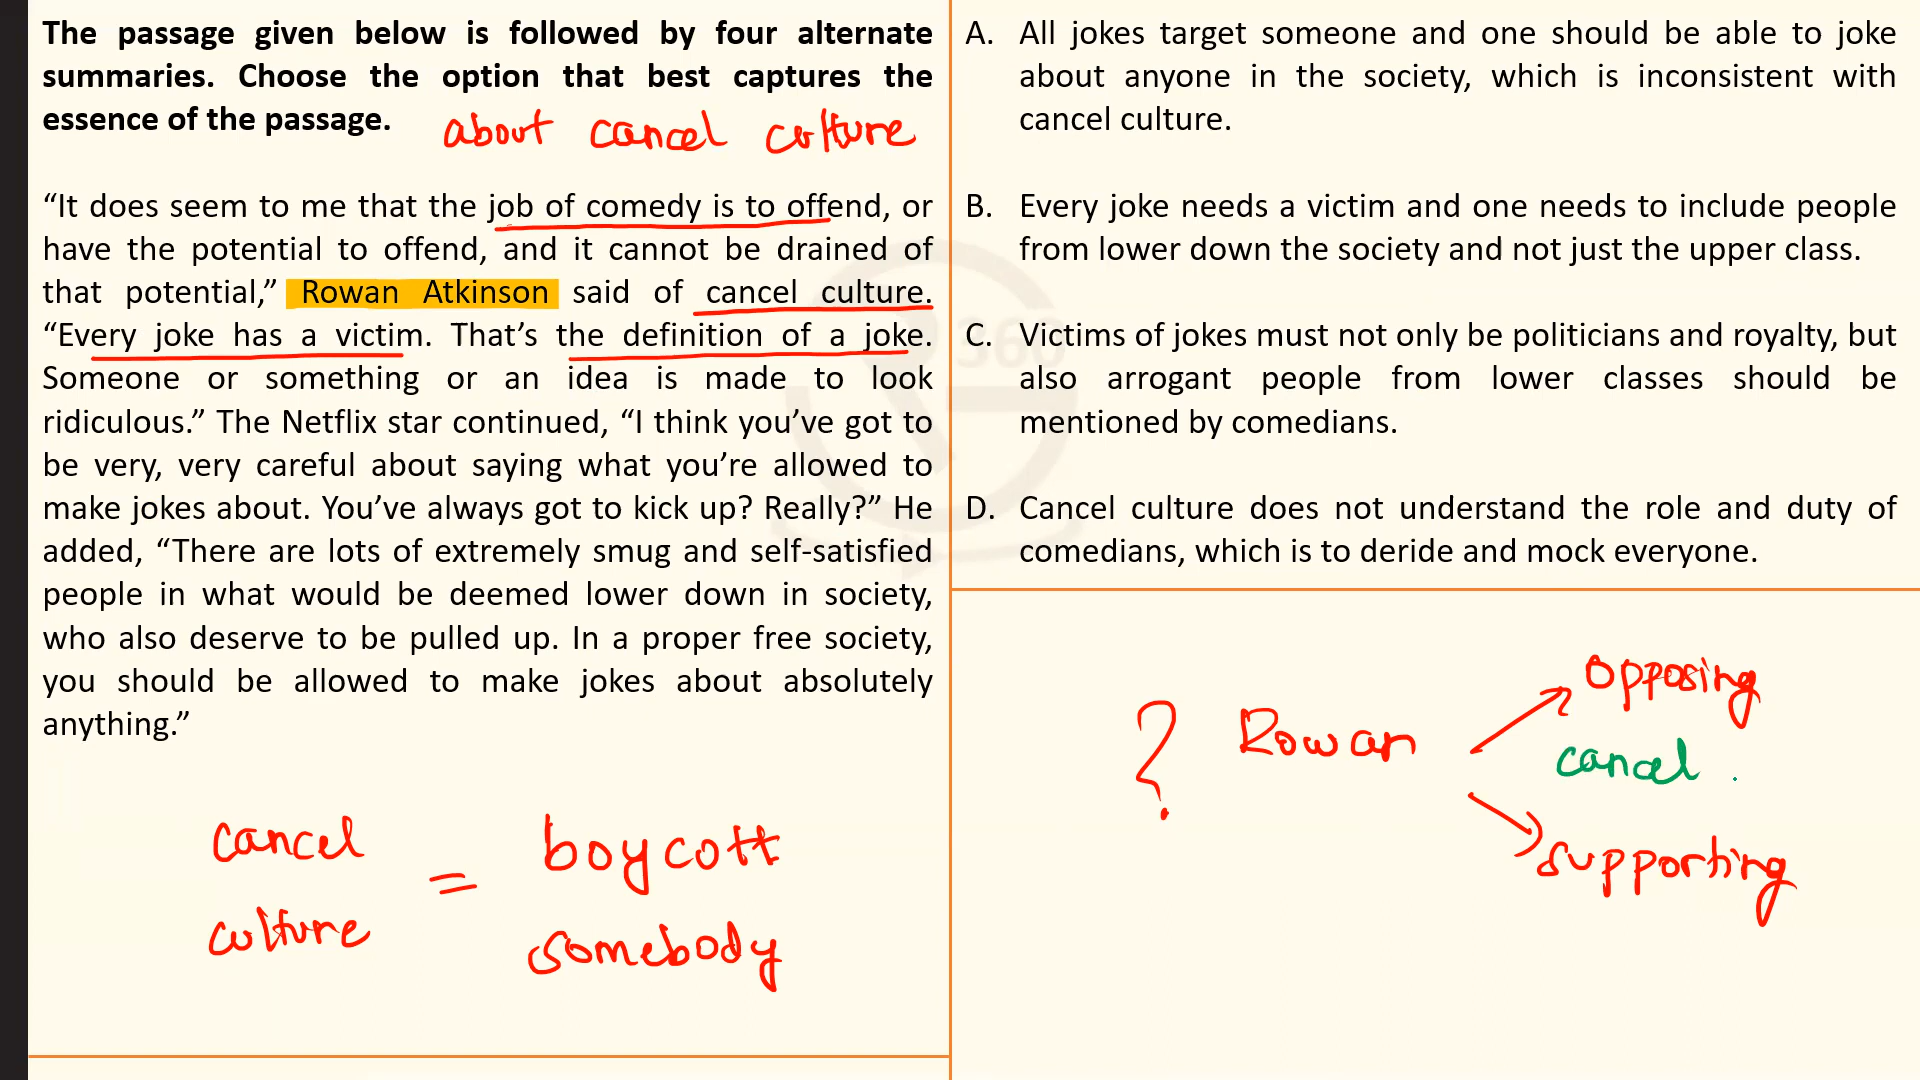 The passage given below is followed by four alternate
summaries. Choose the option that best captures the
essence of the passage.
about cancel culture
“It does seem to me that the job of comedy is to offend, or
have the potential to offend, and it cannot be drained of
that potential,” Rowan Atkinson said of cancel culture.
“Every joke has a victim. That’s the definition of a joke.
Someone or something or an idea is made to look
ridiculous.” The Netflix star continued, “I think you’ve got to
be very, very careful about saying what you’re allowed to
make jokes about. You’ve always got to kick up? Really?” He
added, “There are lots of extremely smug and self-satisfied
people in what would be deemed lower down in society,
who also deserve to be pulled up. In a proper free society,
you should be allowed to make jokes about absolutely
anything.”
cancel
culture
=
boycott
somebody
A. All jokes target someone and one should be able to joke
about anyone in the society, which is inconsistent with
cancel culture.
B. Every joke needs a victim and one needs to include people
from lower down the society and not just the upper class.
C. Victims of jokes must not only be politicians and royalty, but
also arrogant people from lower classes should be
mentioned by comedians.
D. Cancel culture does not understand the role and duty of
comedians, which is to deride and mock everyone.
360
? Rowan
opposing
cancel .
supporting